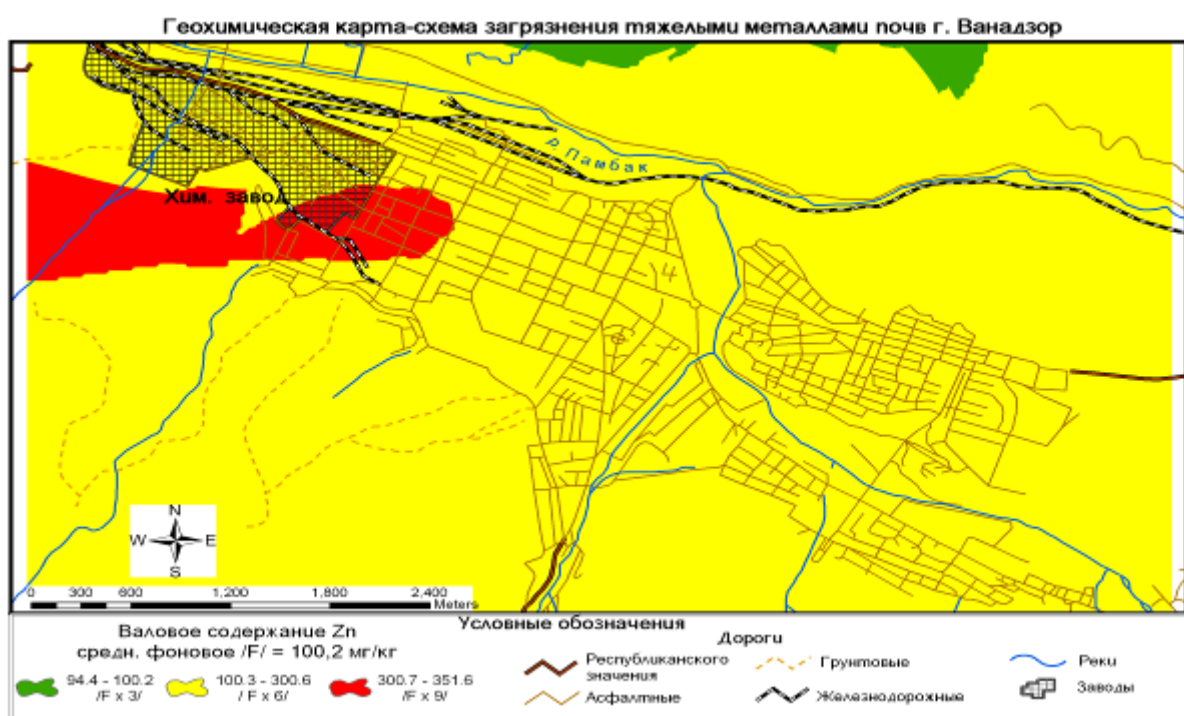 Геохимическая карта-схема загрязнения тяжелыми металлами почв г. Ванадзор
р. Памбак
Хим. завод
N
W E
S
0 300 600 1,200 1,800 2,400
Meters
Условные обозначения
Валовое содержание Zn
средн. фоновое /F/ = 100,2 мг/кг
94.4 - 100.2
/F x 3/
100.3 - 300.6
/ F x 6/
300.7 - 351.6
/F x 9/
Дороги
Республиканского
значения
Асфалтные
Грунтовые
Железнодорожные
Реки
Заводы